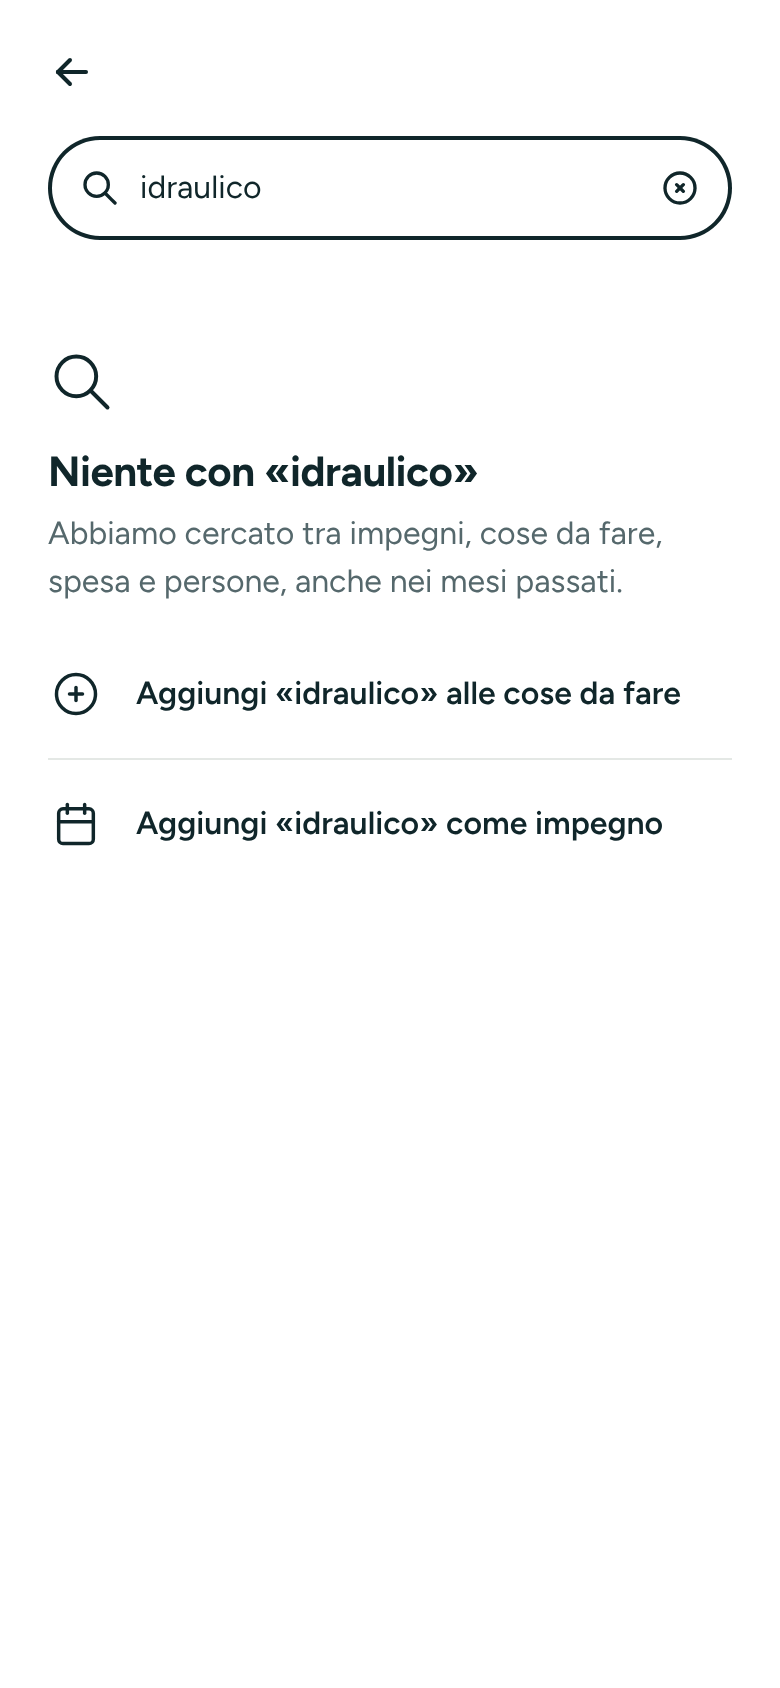 idraulico
Niente con «idraulico»
Abbiamo cercato tra impegni, cose da fare,
spesa e persone, anche nei mesi passati.
Aggiungi «idraulico» alle cose da fare
Aggiungi «idraulico» come impegno